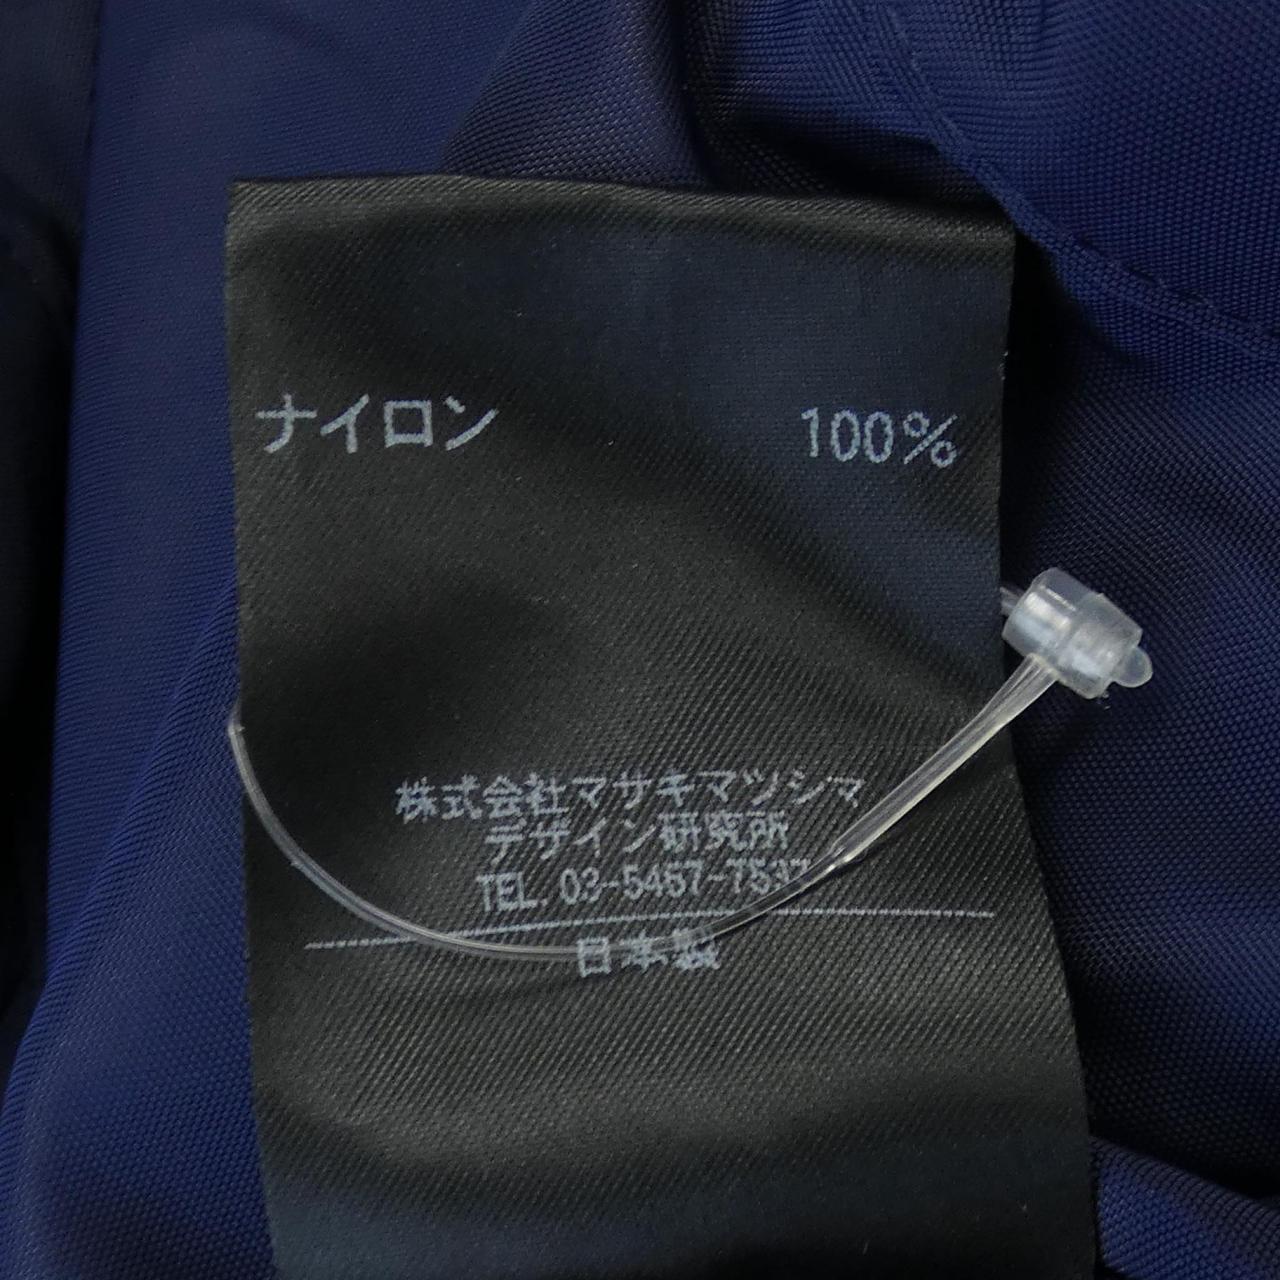 ナイロン 100%
株式会社マサキマツシマ
デザイン研究所
TEL. 03-5467-7537
日本製